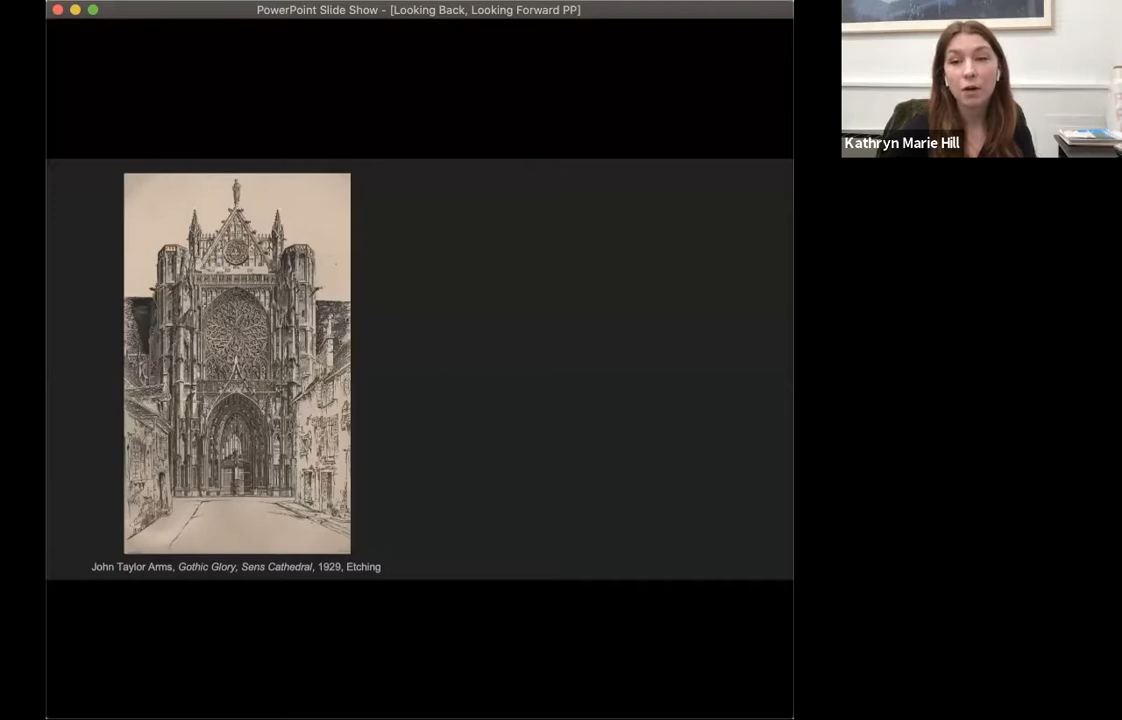 PowerPoint Slide Show - [Looking Back, Looking Forward PP]
Kathryn Marie Hill
John Taylor Arms, Gothic Glory, Sens Cathedral, 1929, Etching